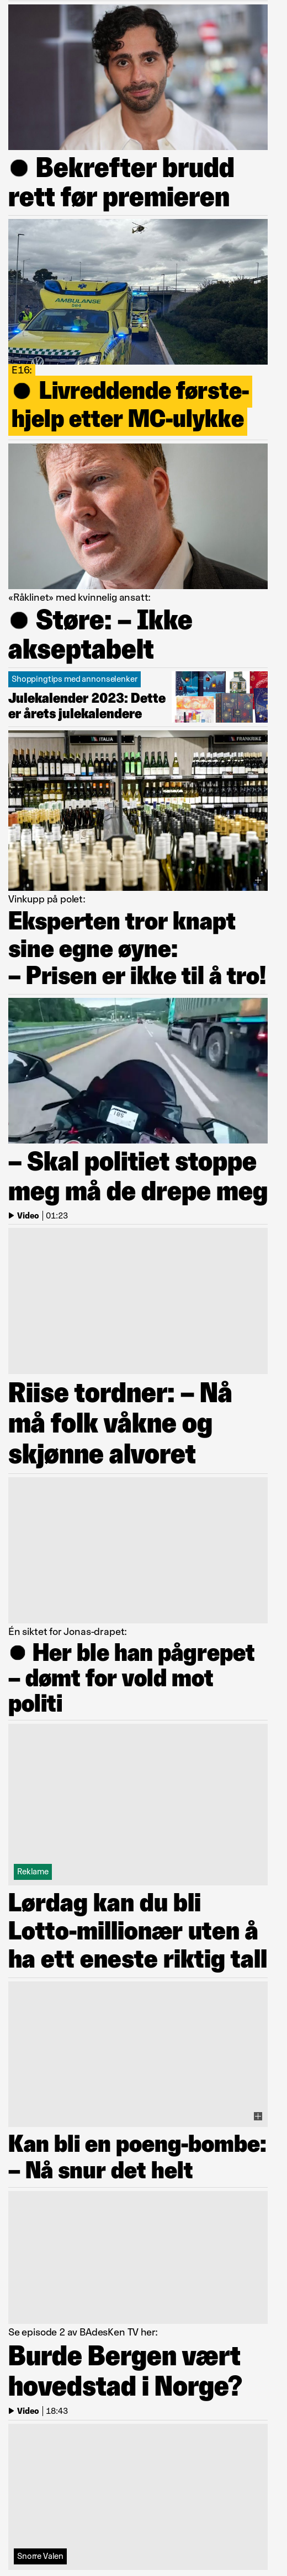 ● Bekrefter brudd
rett før premieren
AMBULANSE
E16:
● Livreddende første-
hjelp etter MC-ulykke
«Råklinet» med kvinnelig ansatt:
● Støre: – Ikke
akseptabelt
Shoppingtips med annonselenker
Julekalender 2023: Dette
er årets julekalendere
ITALIA
FRANKRIKE
Vinkupp på polet:
Eksperten tror knapt
sine egne øyne:
– Prisen er ikke til å tro!
– Skal politiet stoppe
meg må de drepe meg
Video | 01:23
Riise tordner: – Nå
må folk våkne og
skjønne alvoret
Én siktet for Jonas-drapet:
● Her ble han pågrepet
– dømt for vold mot
politi
Reklame
Lørdag kan du bli
Lotto-millionær uten å
ha ett eneste riktig tall
Kan bli en poeng-bombe:
– Nå snur det helt
Se episode 2 av BAdesKen TV her:
Burde Bergen vært
hovedstad i Norge?
Video | 18:43
Snorre Valen